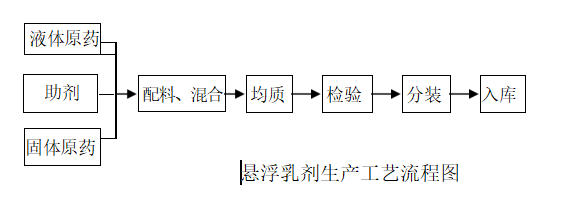 液体原药
助剂
配料、混合
均质
检验
分装
入库
固体原药
悬浮乳剂生产工艺流程图